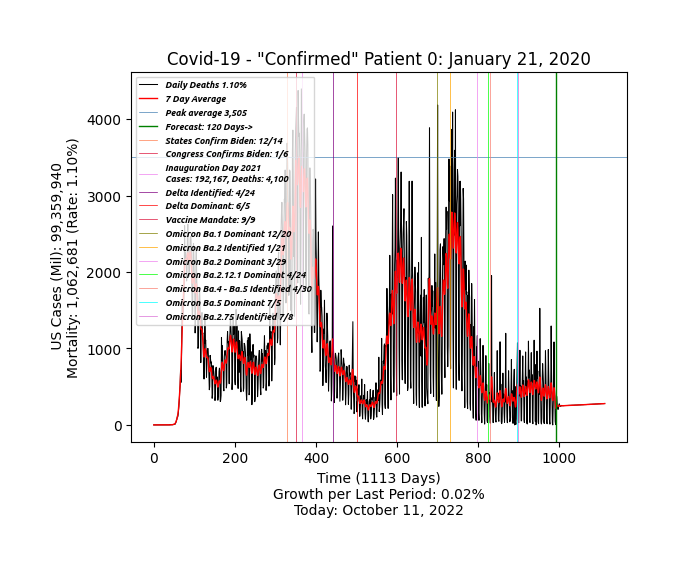 Covid-19 - "Confirmed" Patient 0: January 21, 2020
Daily Deaths 1.10%
7 Day Average
Peak average 3,505
Forecast: 120 Days->
States Confirm Biden: 12/14
Congress Confirms Biden: 1/6
Inauguration Day 2021
Cases: 192,167, Deaths: 4,100
Delta Identified: 4/24
Delta Dominant: 6/5
Vaccine Mandate: 9/9
Omicron Ba.1 Dominant 12/20
Omicron Ba.2 Identified 1/21
Omicron Ba.2 Dominant 3/29
Omicron Ba.2.12.1 Dominant 4/24
Omicron Ba.4 - Ba.5 Identified 4/30
Omicron Ba.5 Dominant 7/5
Omicron Ba.2.75 Identified 7/8
US Cases (Mil): 99,359,940
Mortality: 1,062,681 (Rate: 1.10%)
4000
3000
2000
1000
0
0 200 400 600 800 1000
Time (1113 Days)
Growth per Last Period: 0.02%
Today: October 11, 2022